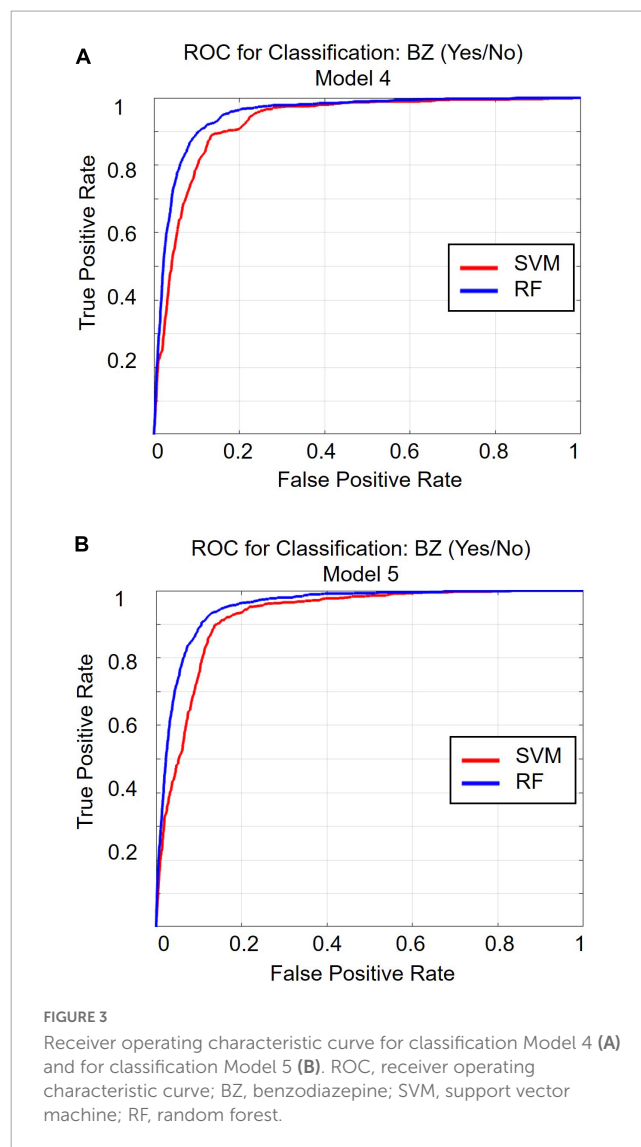 A
ROC for Classification: BZ (Yes/No)
Model 4
1
0.8
0.6
0.4
0.2
True Positive Rate
SVM
RF
0 0.2 0.4 0.6 0.8 1
False Positive Rate
B
ROC for Classification: BZ (Yes/No)
Model 5
1
0.8
0.6
0.4
0.2
True Positive Rate
SVM
RF
0 0.2 0.4 0.6 0.8 1
False Positive Rate
FIGURE 3
Receiver operating characteristic curve for classification Model 4 (A)
and for classification Model 5 (B). ROC, receiver operating
characteristic curve; BZ, benzodiazepine; SVM, support vector
machine; RF, random forest.